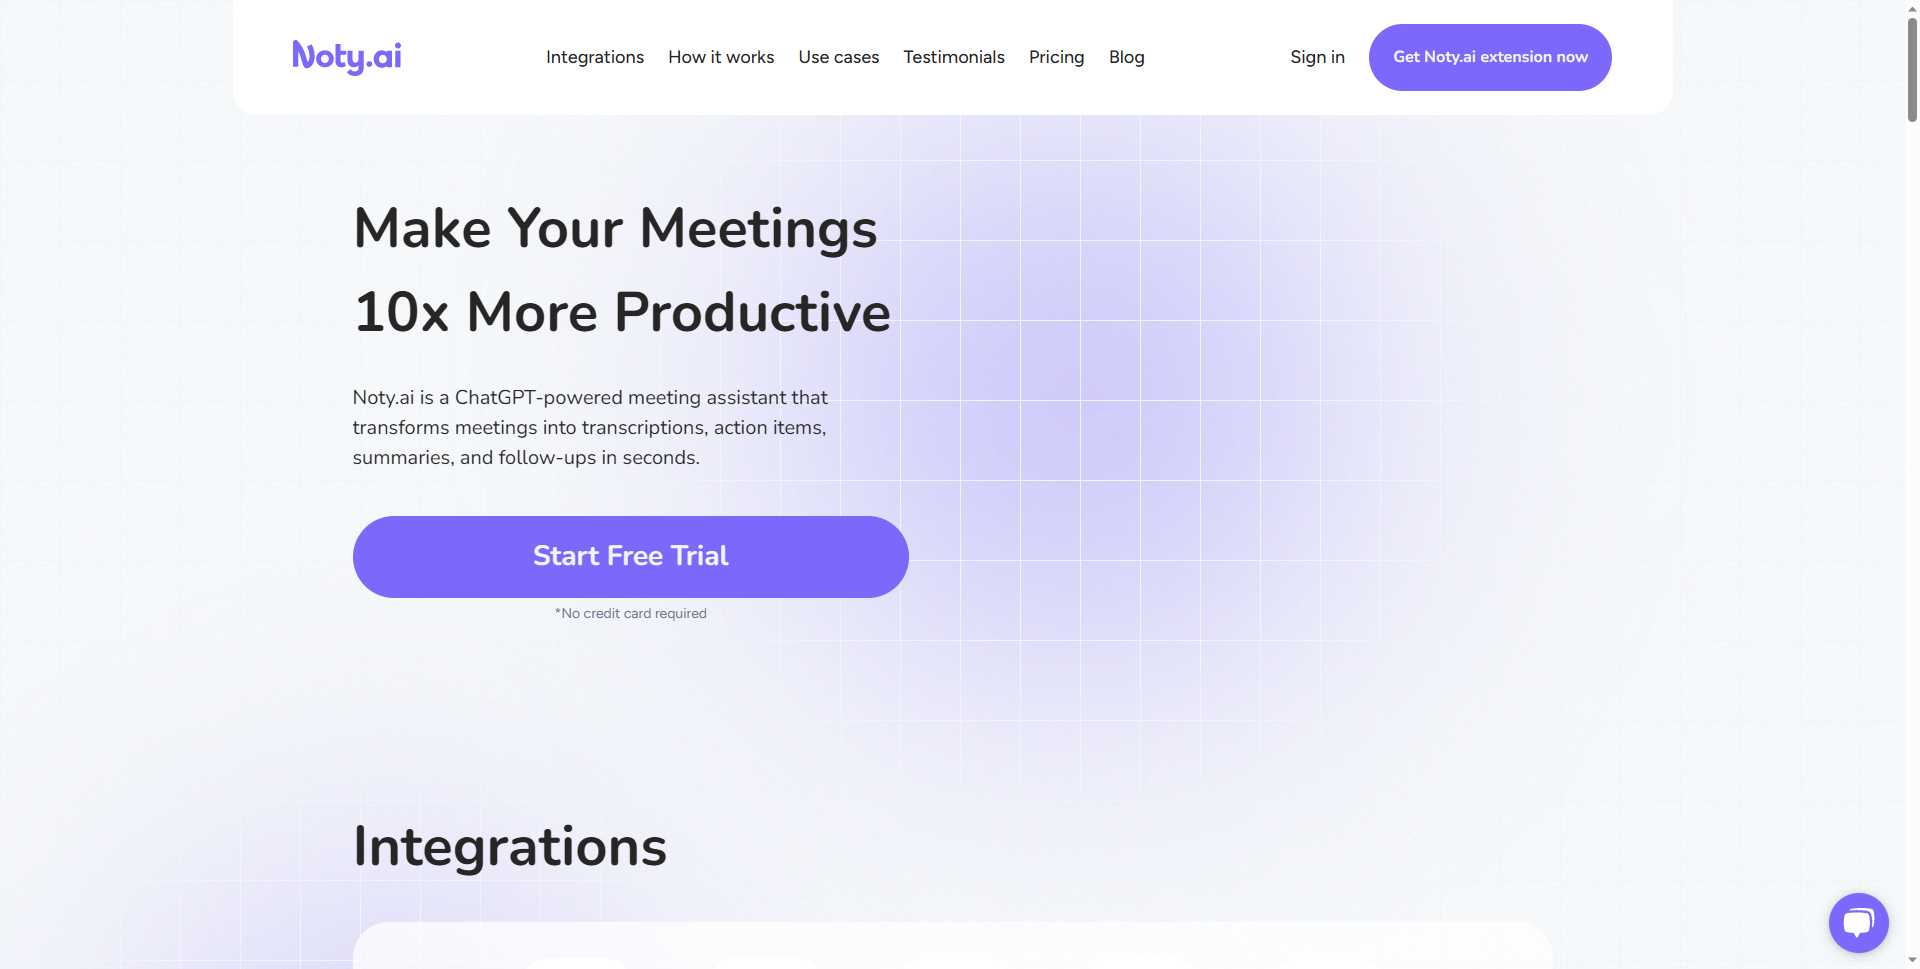 Noty.ai
Integrations
How it works
Use cases
Testimonials
Pricing
Blog
Sign in
Get Noty.ai extension now
Make Your Meetings
10x More Productive
Noty.ai is a ChatGPT-powered meeting assistant that
transforms meetings into transcriptions, action items,
summaries, and follow-ups in seconds.
Start Free Trial
*No credit card required
Integrations